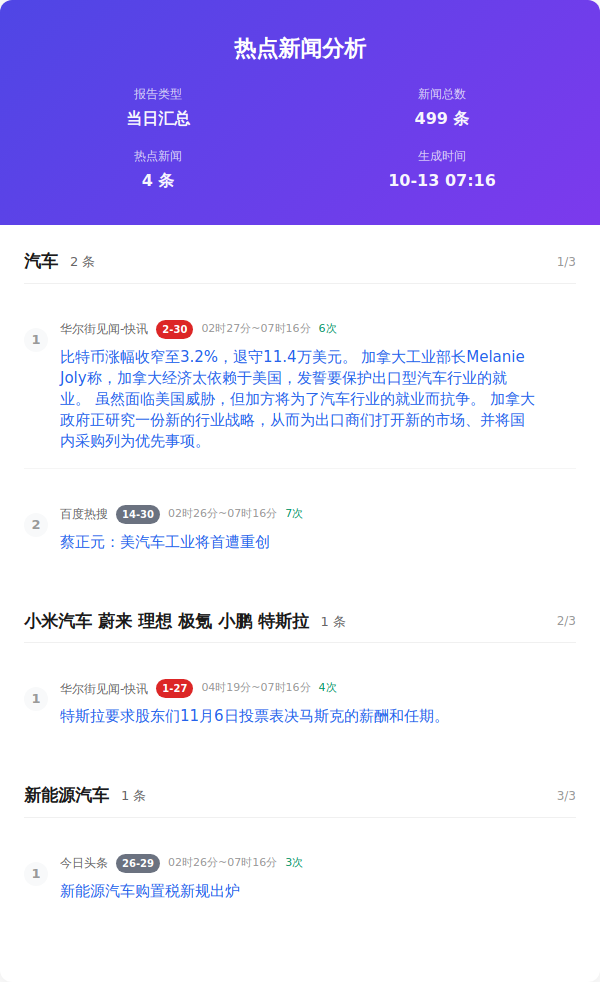 热点新闻分析
报告类型
新闻总数
当日汇总
499 条
热点新闻
生成时间
4 条
10-13 07:16
汽车 2 条 1/3
1 华尔街见闻-快讯 2-30 02时27分~07时16分 6次
比特币涨幅收窄至3.2%，退守11.4万美元。 加拿大工业部长Melanie
Joly称，加拿大经济太依赖于美国，发誓要保护出口型汽车行业的就
业。 虽然面临美国威胁，但加方将为了汽车行业的就业而抗争。 加拿大
政府正研究一份新的行业战略，从而为出口商们打开新的市场、并将国
内采购列为优先事项。
2 百度热搜 14-30 02时26分~07时16分 7次
蔡正元：美汽车工业将首遭重创
小米汽车 蔚来 理想 极氪 小鹏 特斯拉 1 条 2/3
1 华尔街见闻-快讯 1-27 04时19分~07时16分 4次
特斯拉要求股东们11月6日投票表决马斯克的薪酬和任期。
新能源汽车 1 条 3/3
1 今日头条 26-29 02时26分~07时16分 3次
新能源汽车购置税新规出炉